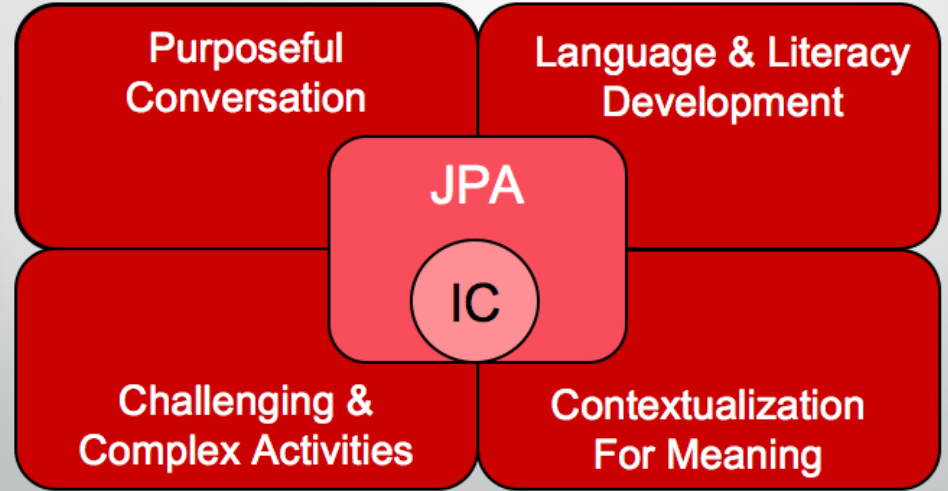 Purposeful
Conversation
Language & Literacy
Development
JPA
IC
Challenging &
Complex Activities
Contextualization
For Meaning